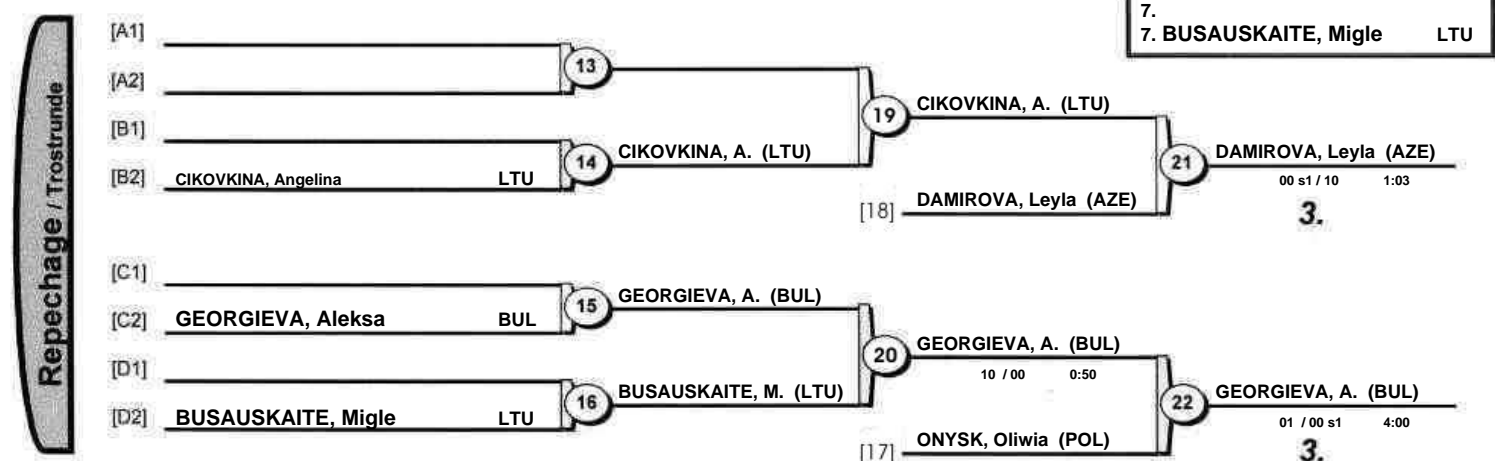 7.
7. BUSAUSKAITE, Migle LTU
Repechage / Trostrunde
[A1]
13
[A2]
19 CIKOVKINA, A. (LTU)
[B1]
14 CIKOVKINA, A. (LTU)
[B2] CIKOVKINA, Angelina LTU
21 DAMIROVA, Leyla (AZE)
00 s1 / 10 1:03
[18] DAMIROVA, Leyla (AZE)
3.
[C1]
15 GEORGIEVA, A. (BUL)
[C2] GEORGIEVA, Aleksa BUL
20 GEORGIEVA, A. (BUL)
10 / 00 0:50
[D1]
16 BUSAUSKAITE, M. (LTU)
[D2] BUSAUSKAITE, Migle LTU
22 GEORGIEVA, A. (BUL)
01 / 00 s1 4:00
[17] ONYSK, Oliwia (POL)
3.